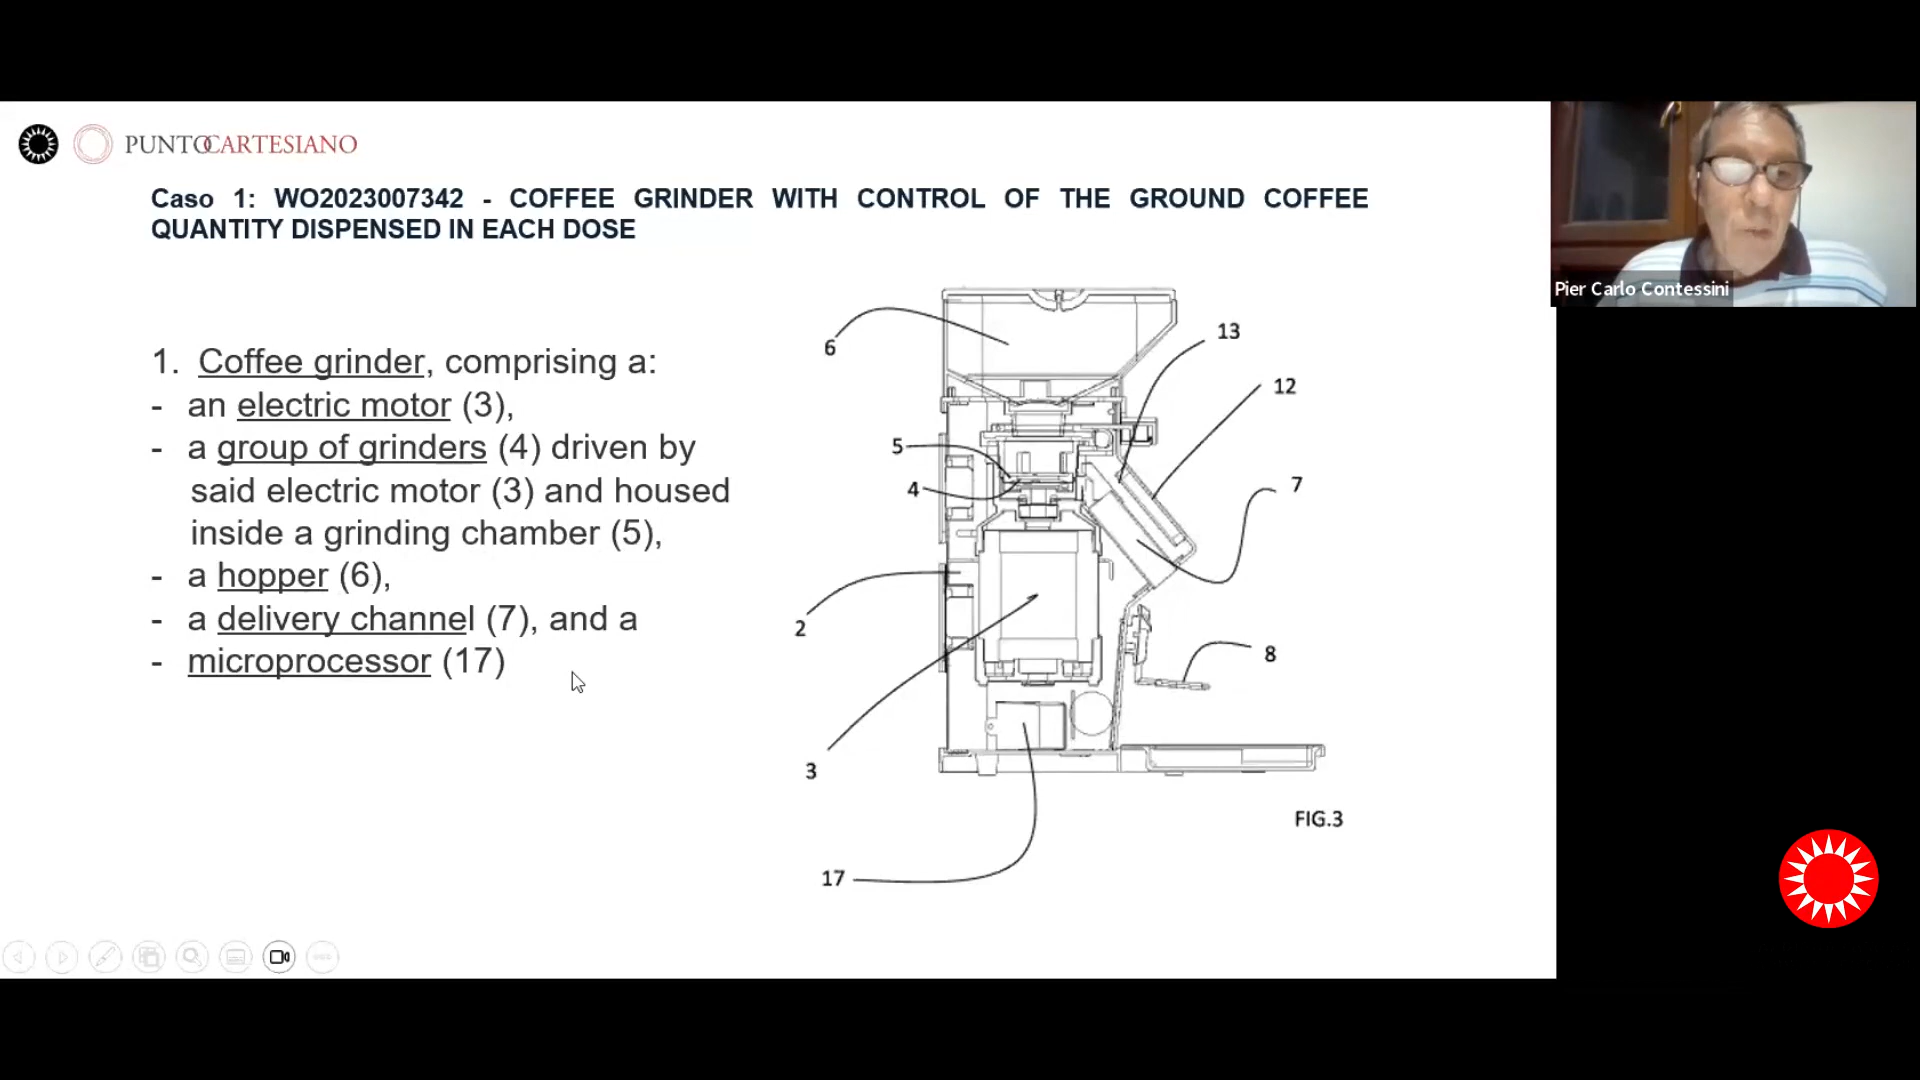 PUNTOCARTESIANO
Caso 1: WO2023007342 - COFFEE GRINDER WITH CONTROL OF THE GROUND COFFEE
QUANTITY DISPENSED IN EACH DOSE
Pier Carlo Contessini
1. Coffee grinder, comprising a:
- an electric motor (3),
- a group of grinders (4) driven by
said electric motor (3) and housed
inside a grinding chamber (5),
- a hopper (6),
- a delivery channel (7), and a
- microprocessor (17)
6
13
12
5
4
7
2
8
3
FIG.3
17